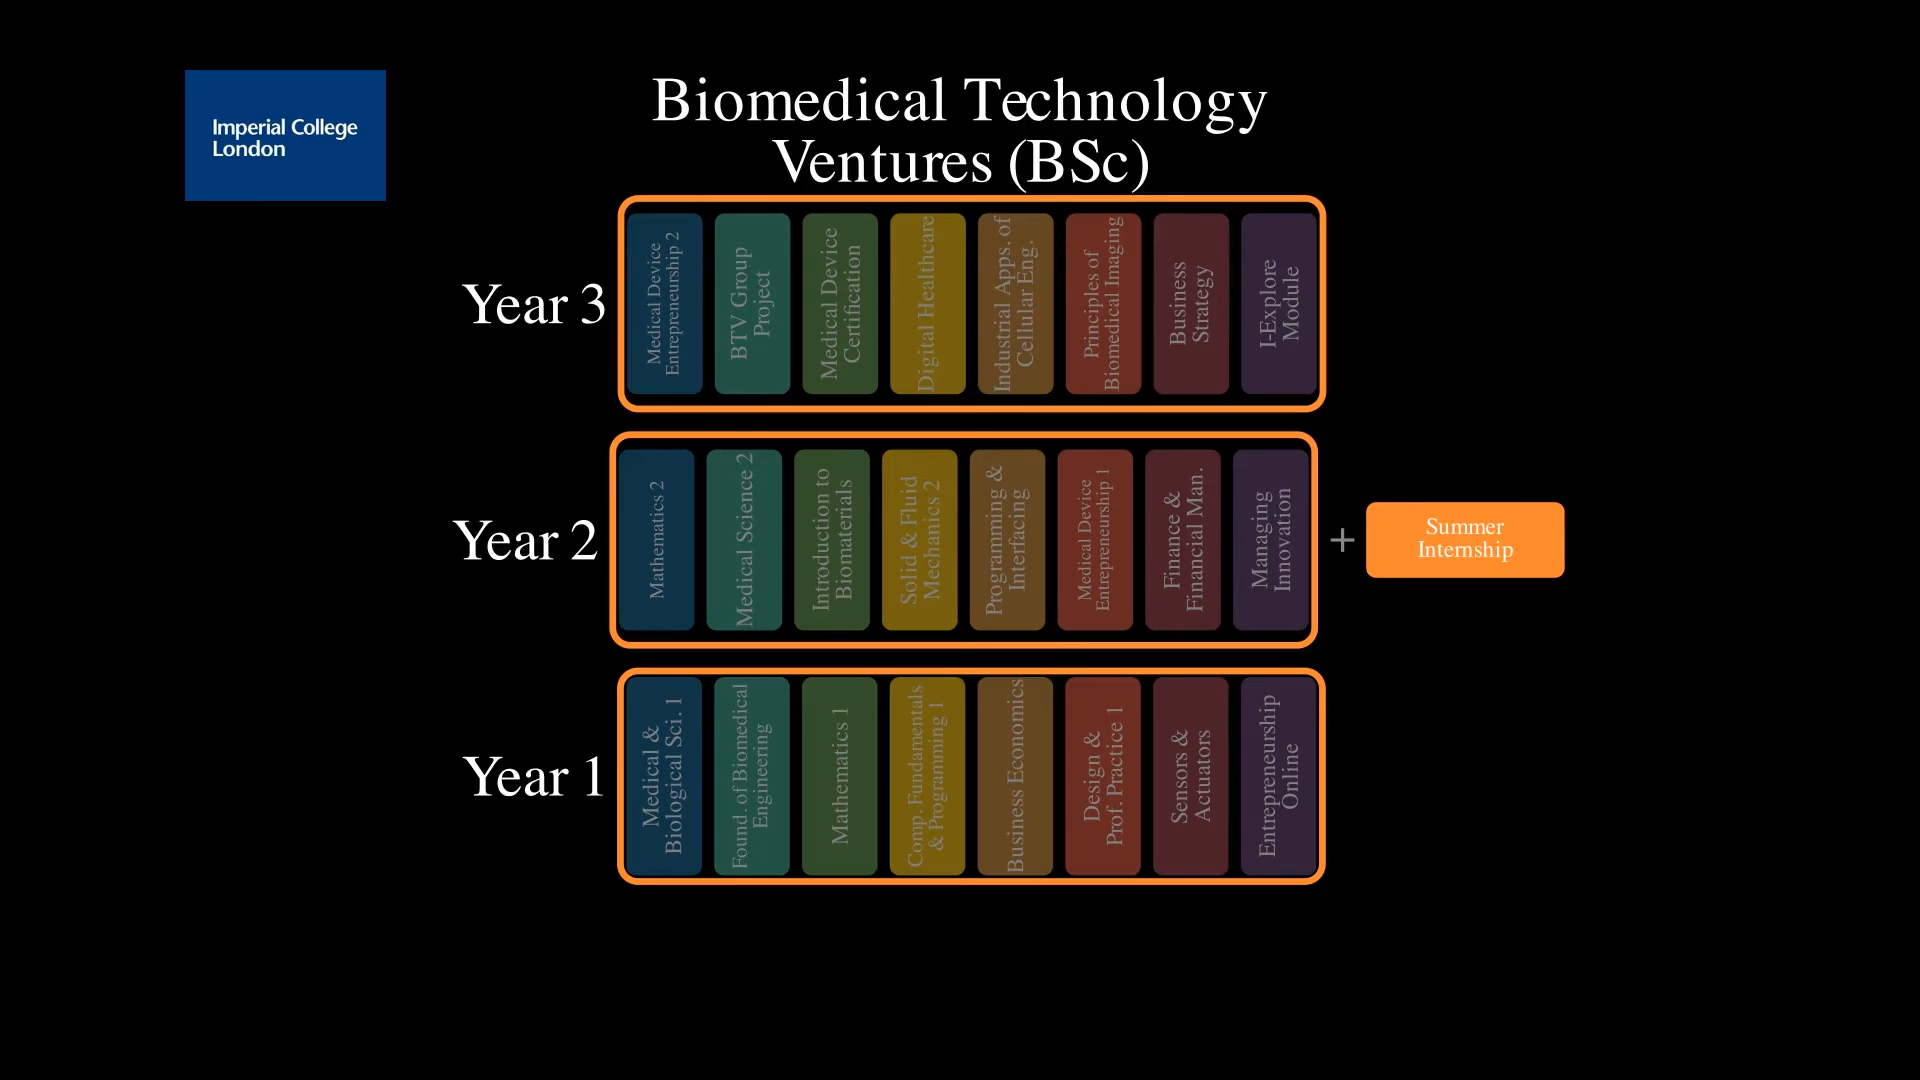 Imperial College
London
Biomedical Technology
Ventures (BSc)
Year 3
Medical Device
Entrepreneurship 2
BTV Group
Project
Medical Device
Certification
Digital Healthcare
Industrial Apps. of
Cellular Eng.
Principles of
Biomedical Imaging
Business
Strategy
I-Explore
Module
Year 2
Mathematics 2
Medical Science 2
Introduction to
Biomaterials
Solid & Fluid
Mechanics 2
Programming &
Interfacing
Medical Device
Entrepreneurship 1
Finance &
Financial Man.
Managing
Innovation
+
Summer
Internship
Year 1
Medical &
Biological Sci. 1
Found. of Biomedical
Engineering
Mathematics 1
Comp. Fundamentals
& Programming 1
Business Economics
Design &
Prof. Practice 1
Sensors &
Actuators
Entrepreneurship
Online